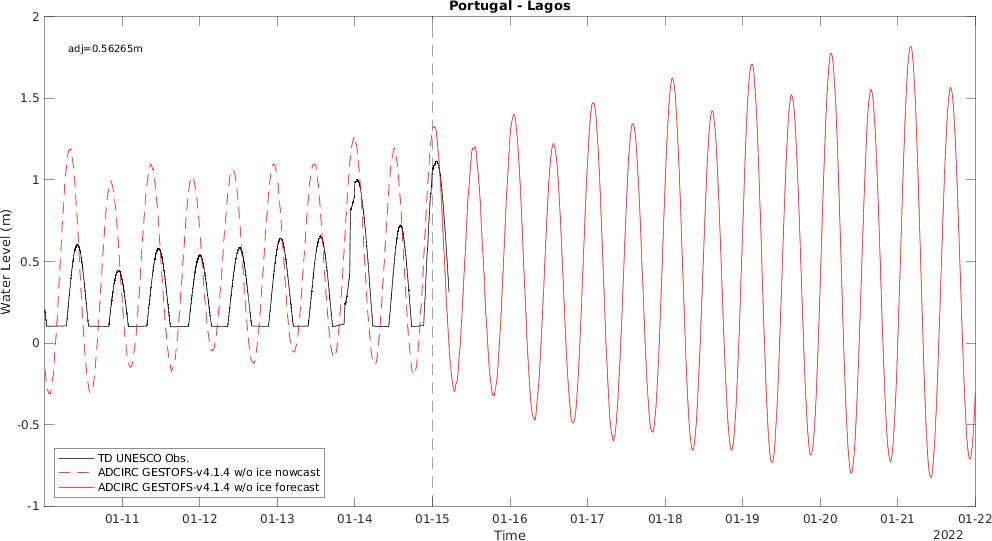 Portugal - Lagos
2
adj=0.56265m
1.5
1
0.5
0
-0.5
-1
Water Level (m)
TD UNESCO Obs.
ADCIRC GESTOFS-v4.1.4 w/o ice nowcast
ADCIRC GESTOFS-v4.1.4 w/o ice forecast
01-11 01-12 01-13 01-14 01-15 01-16 01-17 01-18 01-19 01-20 01-21 01-22
Time
2022